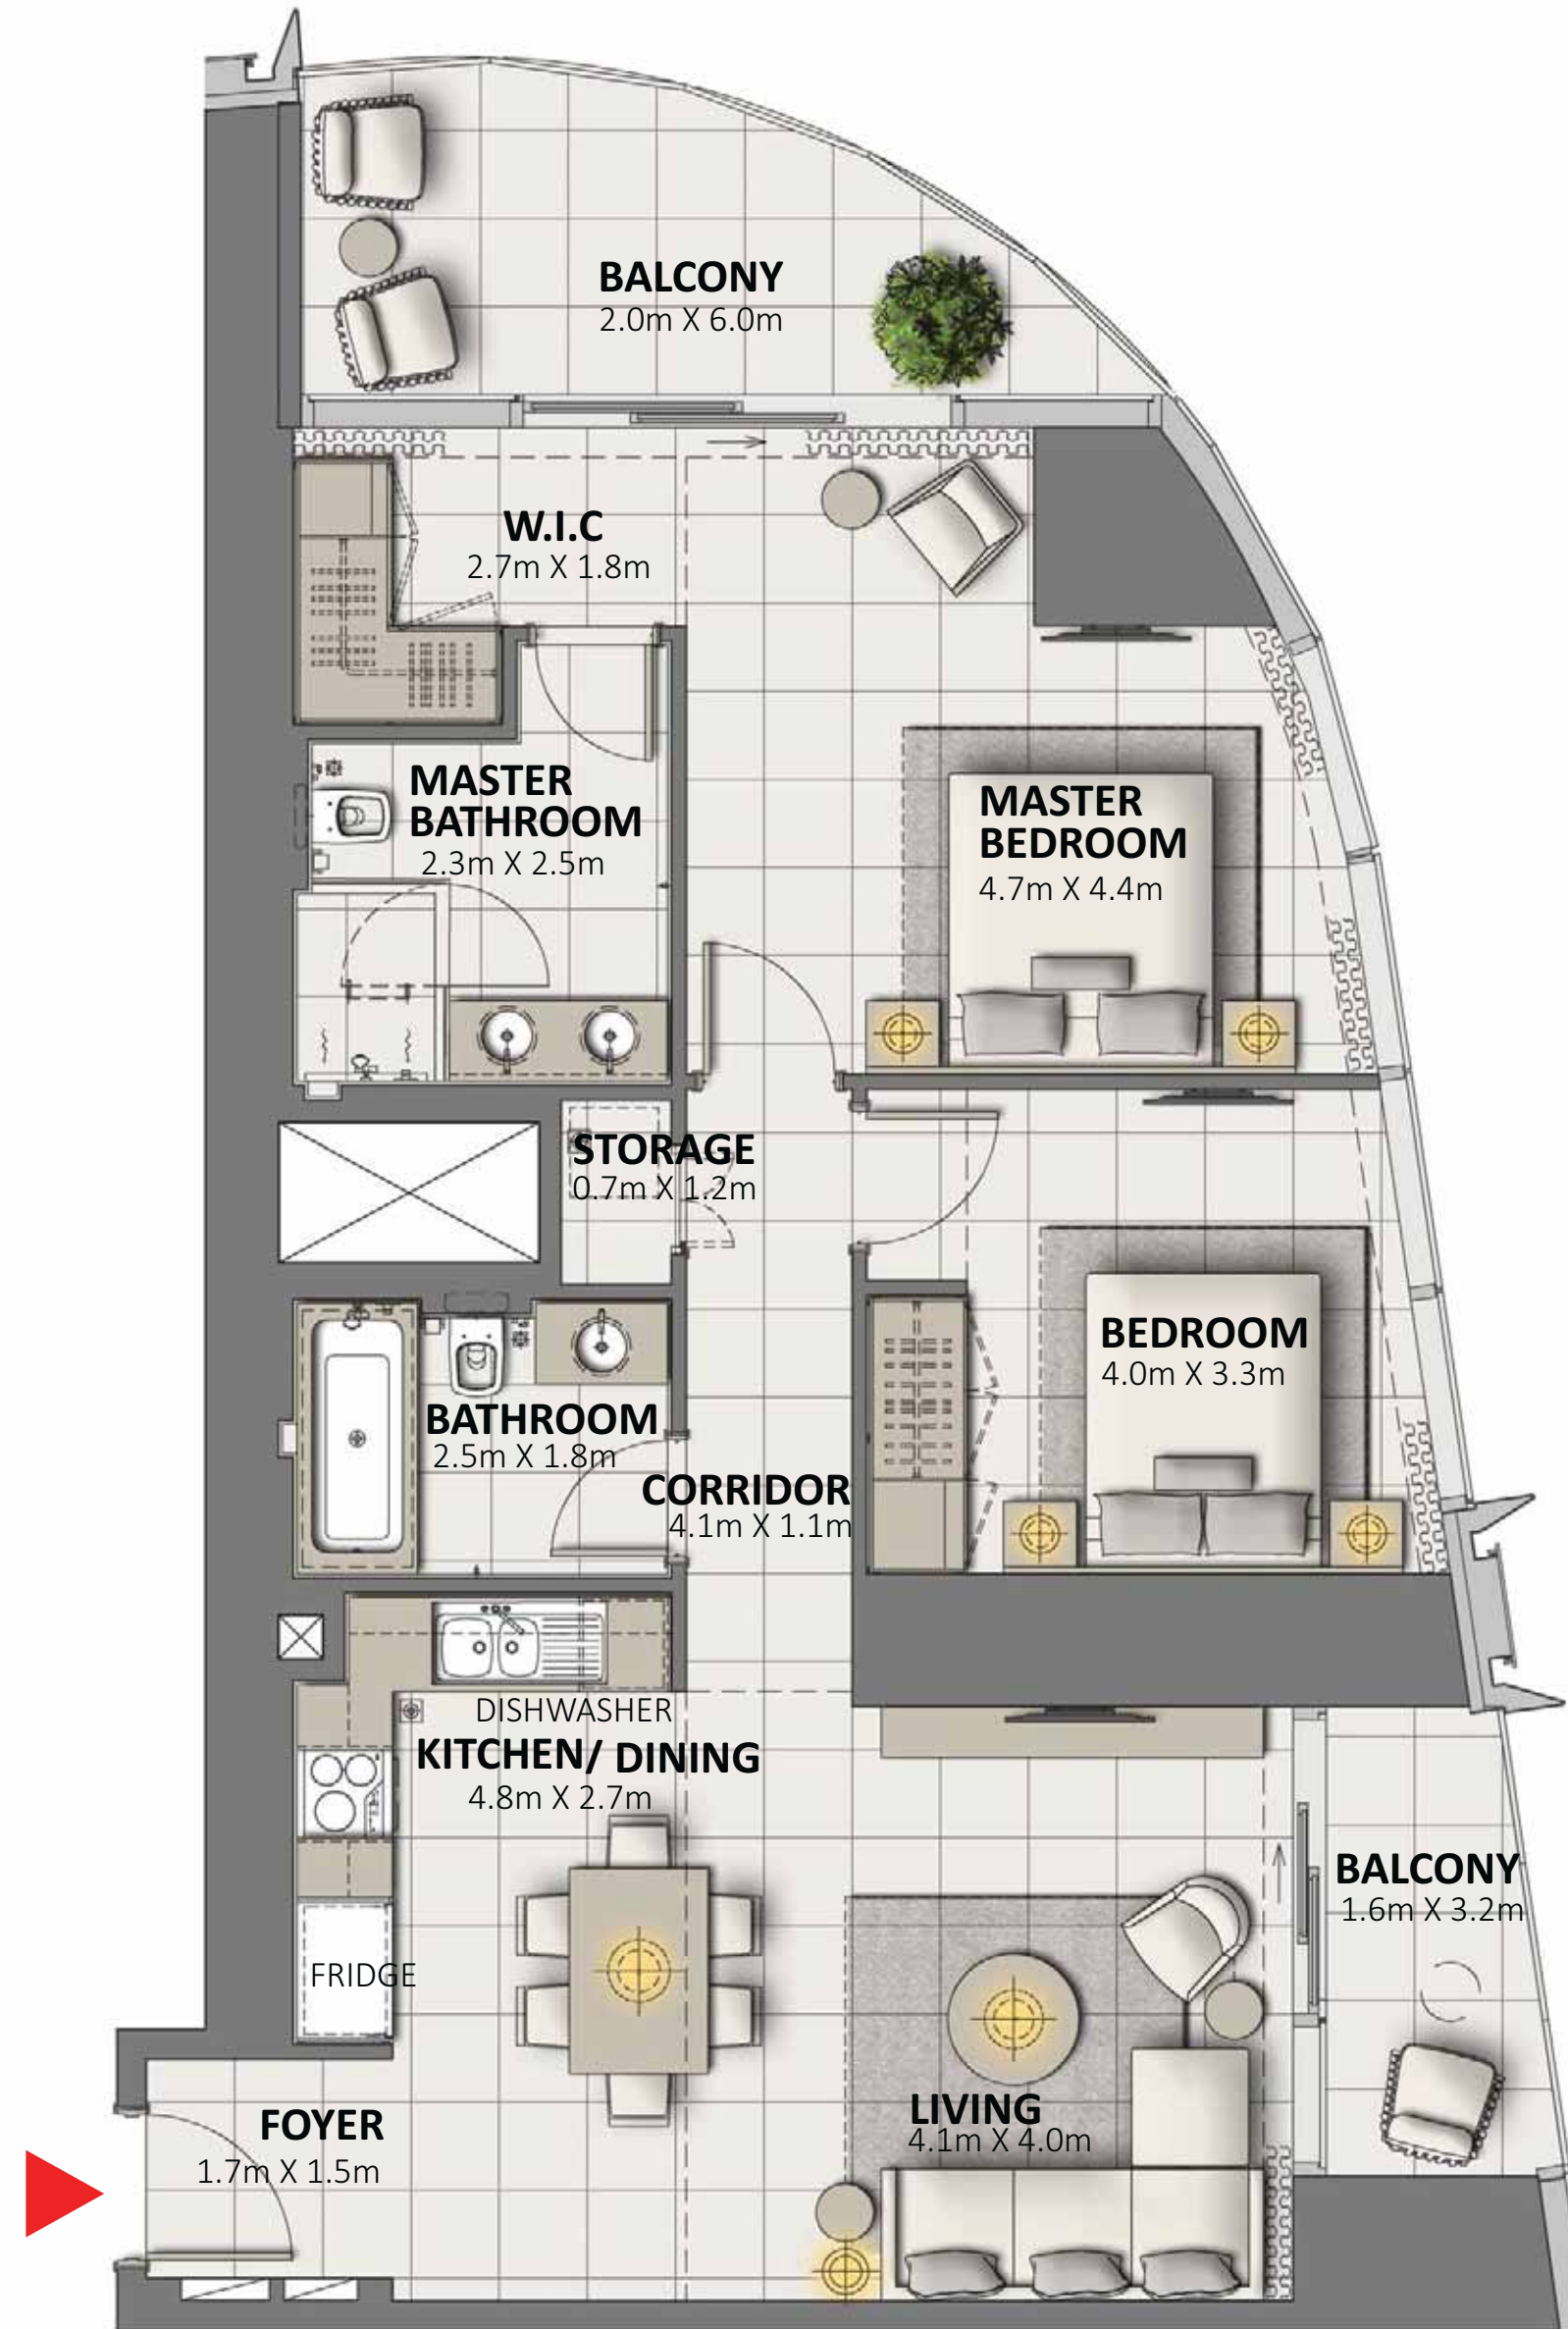 BALCONY
2.0m X 6.0m
W.I.C
2.7m X 1.8m
MASTER
BATHROOM
2.3m X 2.5m
MASTER
BEDROOM
4.7m X 4.4m
STORAGE
0.7m X 1.2m
BEDROOM
4.0m X 3.3m
BATHROOM
2.5m X 1.8m
CORRIDOR
4.1m X 1.1m
DISHWASHER
KITCHEN/ DINING
4.8m X 2.7m
BALCONY
1.6m X 3.2m
FRIDGE
LIVING
4.1m X 4.0m
FOYER
1.7m X 1.5m